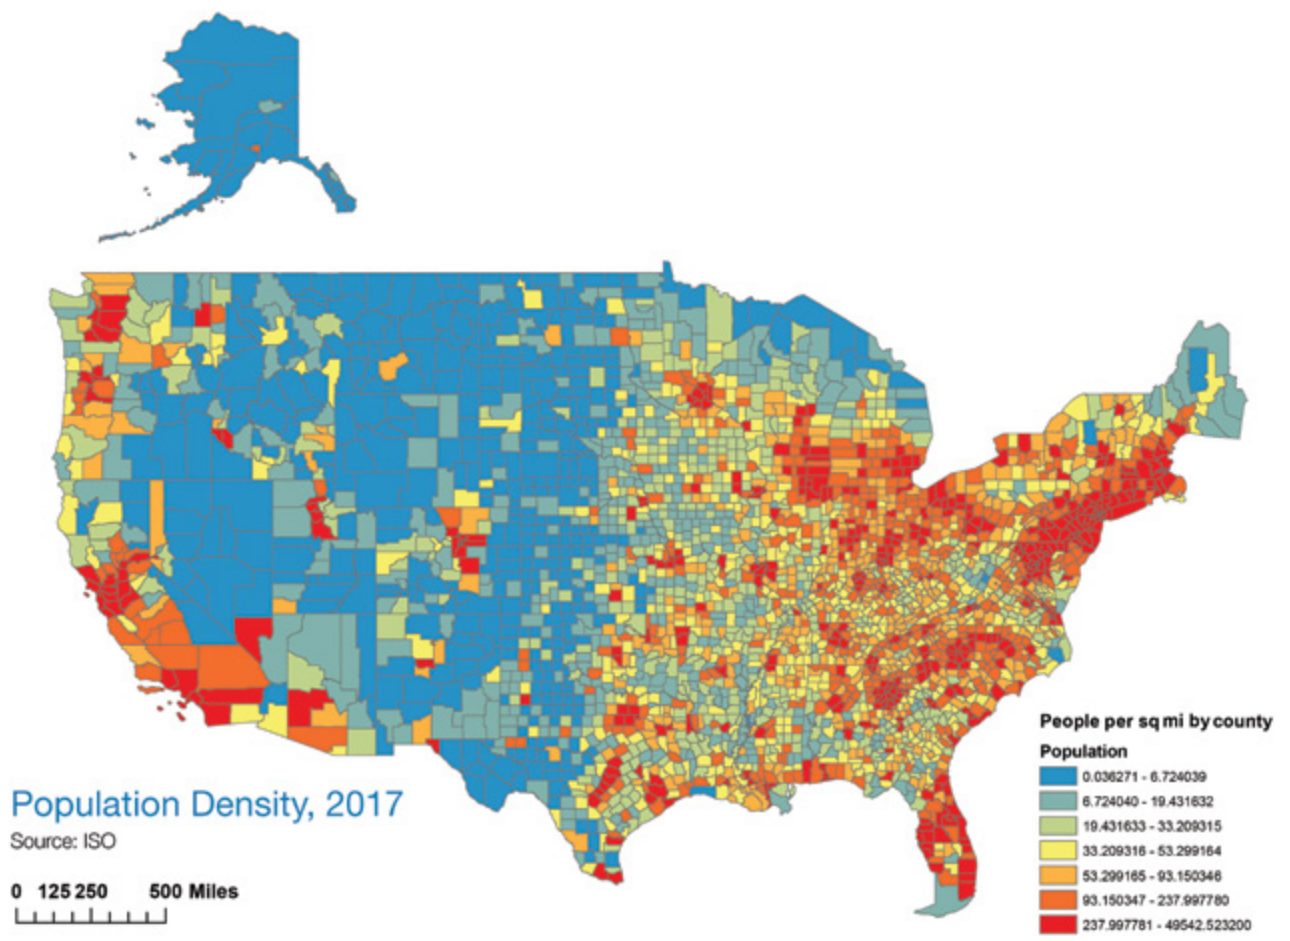 People per sq mi by county
Population
0.036271 - 6.724039
6.724040 - 19.431632
19.431633 - 33.209315
33.209316 - 53.299164
53.299165 - 93.150346
93.150347 - 237.997780
237.997781 - 49542.523200
Population Density, 2017
Source: ISO
0 125 250 500 Miles